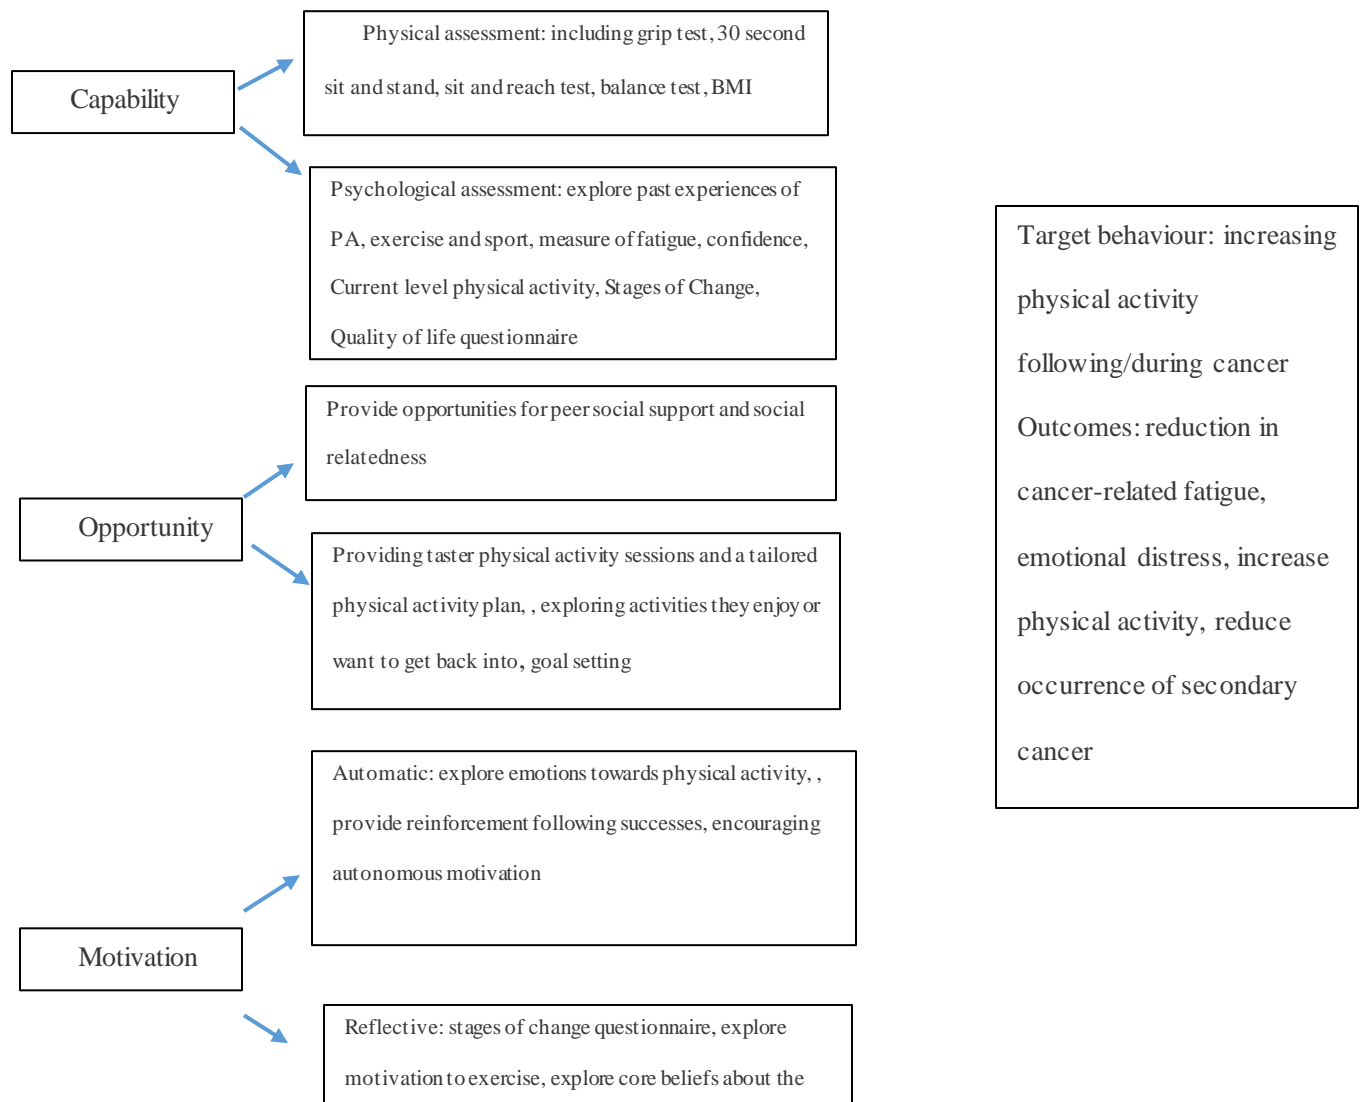 Capability
Physical assessment: including grip test, 30 second
sit and stand, sit and reach test, balance test, BMI
Psychological assessment: explore past experiences of
PA, exercise and sport, measure of fatigue, confidence,
Current level physical activity, Stages of Change,
Quality of life questionnaire
Opportunity
Provide opportunities for peer social support and social
relatedness
Providing taster physical activity sessions and a tailored
physical activity plan, , exploring activities they enjoy or
want to get back into, goal setting
Motivation
Automatic: explore emotions towards physical activity, ,
provide reinforcement following successes, encouraging
autonomous motivation
Reflective: stages of change questionnaire, explore
motivation to exercise, explore core beliefs about the
Target behaviour: increasing
physical activity
following/during cancer
Outcomes: reduction in
cancer-related fatigue,
emotional distress, increase
physical activity, reduce
occurrence of secondary
cancer